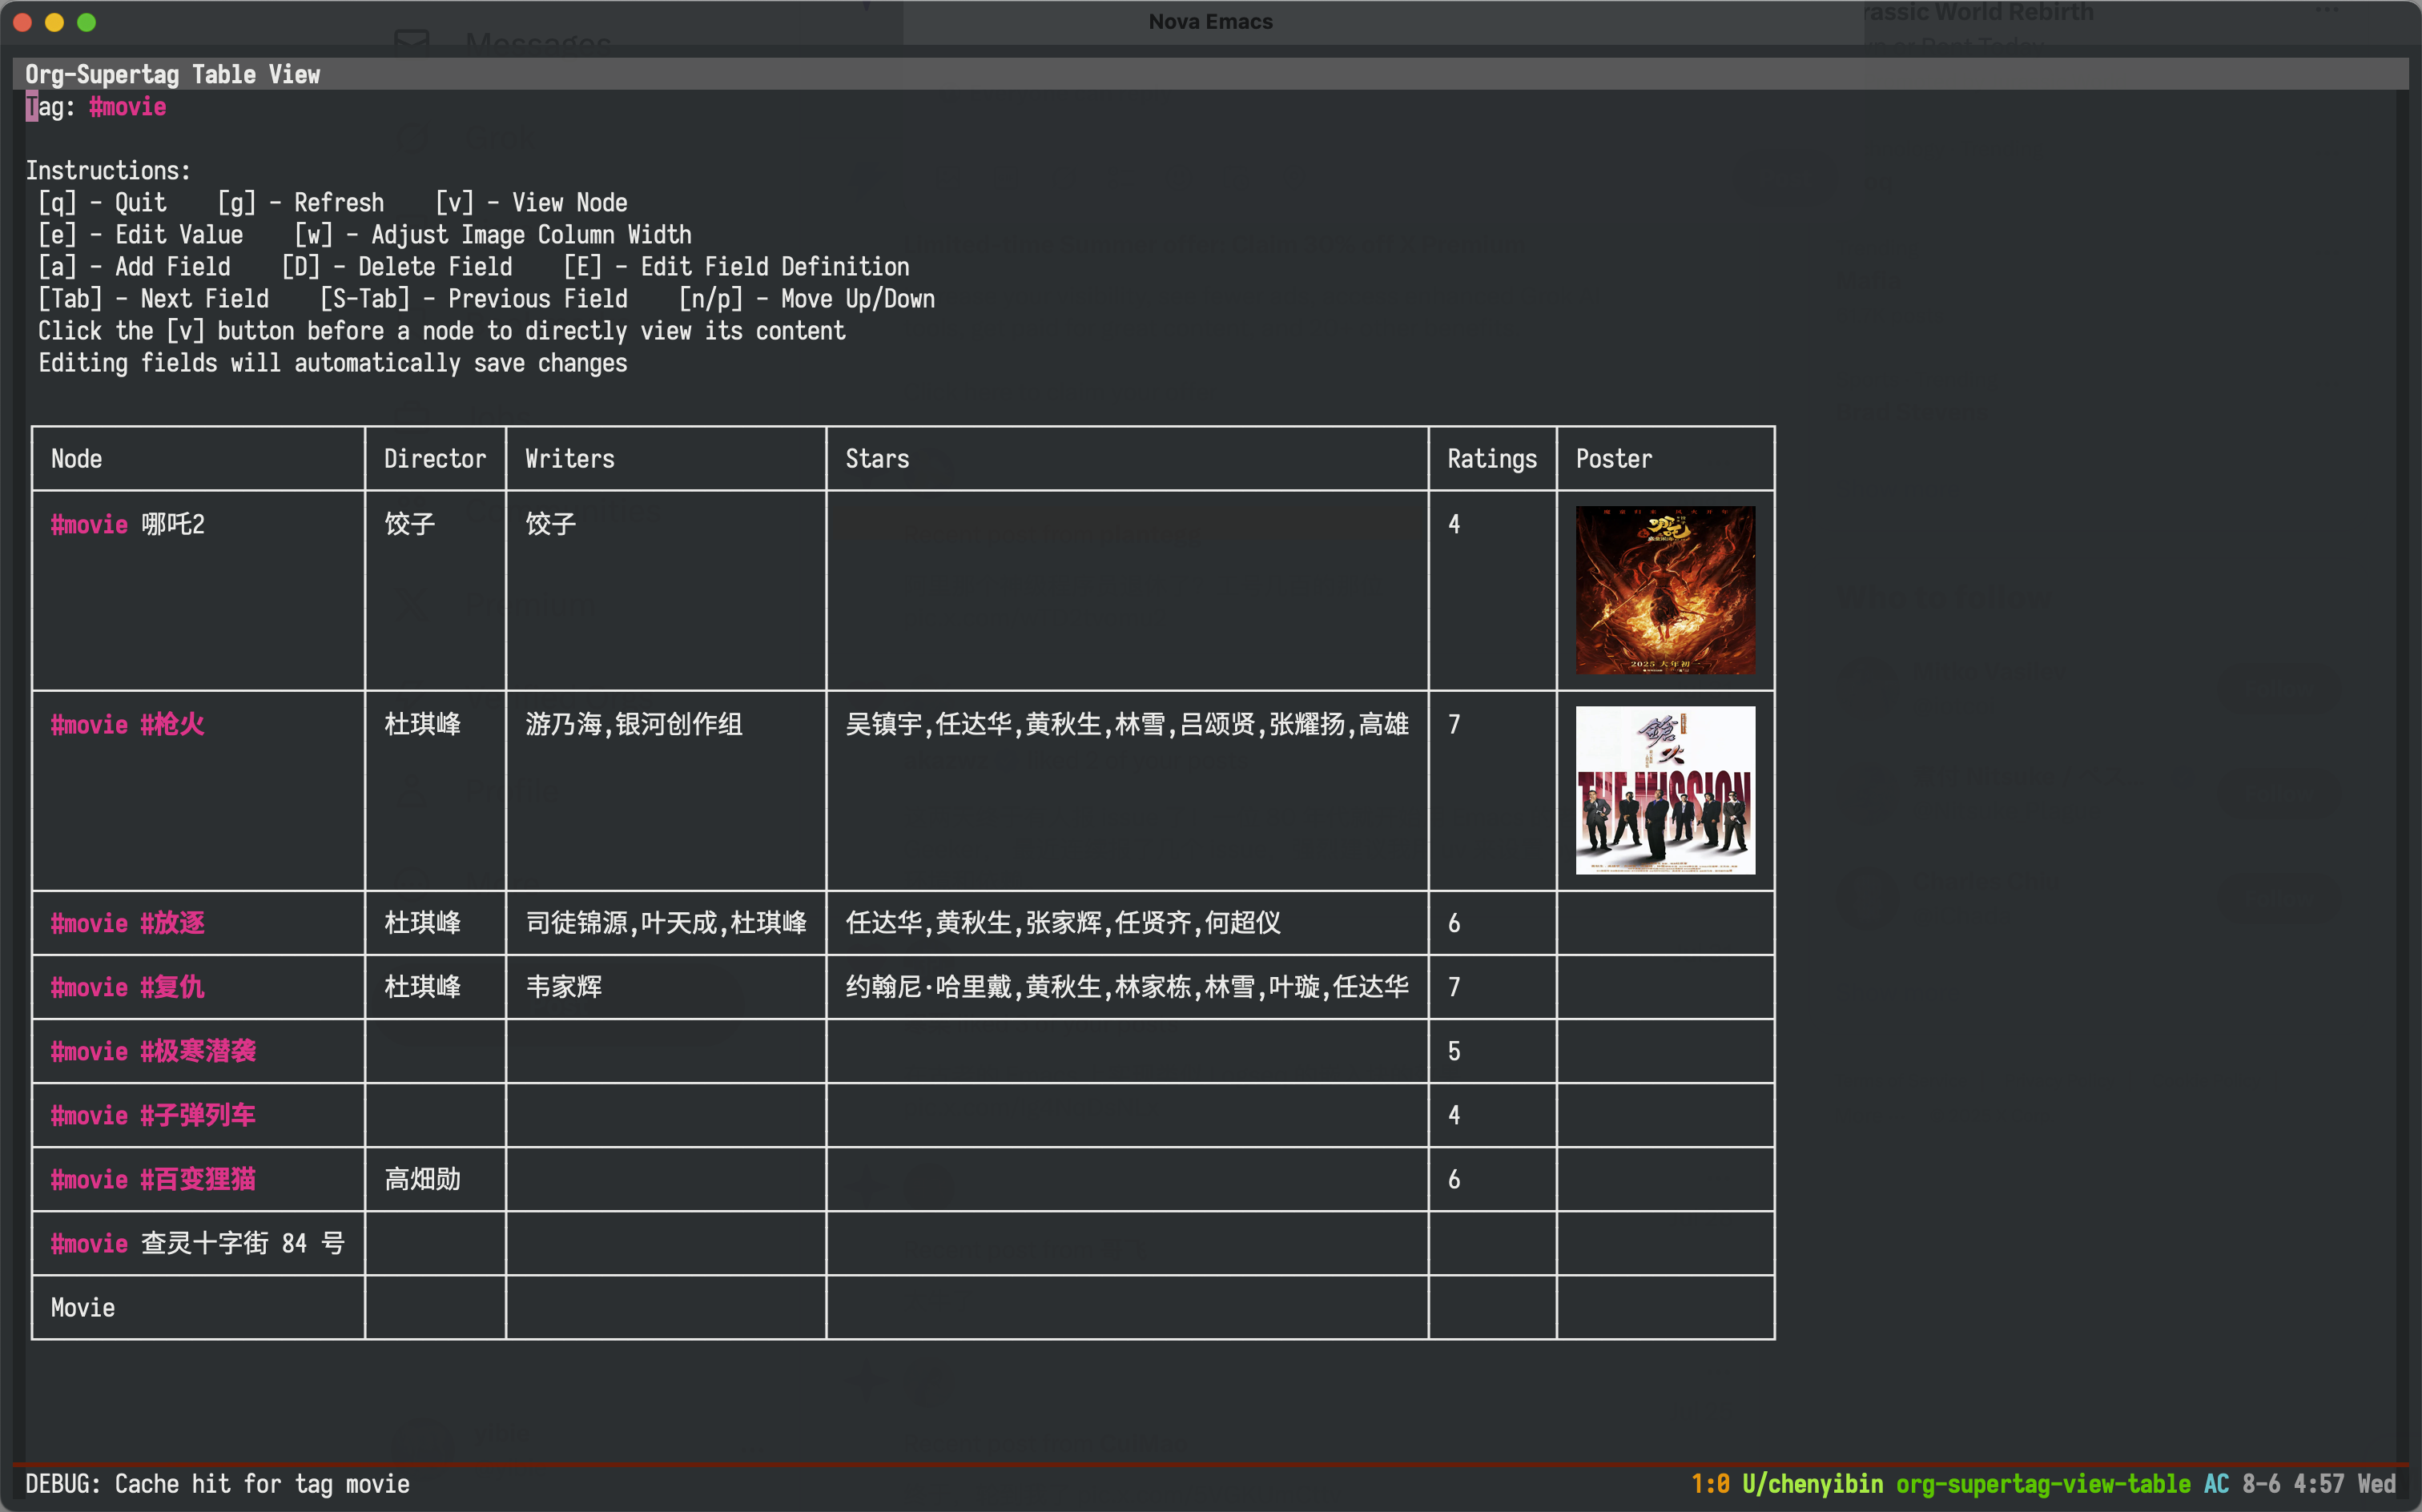 Nova Emacs
Org-Supertag Table View
Tag: #movie
Instructions:
[q] - Quit [g] - Refresh [v] - View Node
[e] - Edit Value [w] - Adjust Image Column Width
[a] - Add Field [D] - Delete Field [E] - Edit Field Definition
[Tab] - Next Field [S-Tab] - Previous Field [n/p] - Move Up/Down
Click the [v] button before a node to directly view its content
Editing fields will automatically save changes
Node Director Writers Stars Ratings Poster
#movie 哪吒2 饺子 饺子 4
2025 大年初一
#movie #枪火 杜琪峰 游乃海,银河创作组 吴镇宇,任达华,黄秋生,林雪,吕颂贤,张耀扬,高雄 7
鎗火
THE MISSION
#movie #放逐 杜琪峰 司徒锦源,叶天成,杜琪峰 任达华,黄秋生,张家辉,任贤齐,何超仪 6
#movie #复仇 杜琪峰 韦家辉 约翰尼·哈里戴,黄秋生,林家栋,林雪,叶璇,任达华 7
#movie #极寒潜袭 5
#movie #子弹列车 4
#movie #百变狸猫 高畑勋 6
#movie 查灵十字街 84 号
Movie
DEBUG: Cache hit for tag movie 1:0 U/chenyibin org-supertag-view-table AC 8-6 4:57 Wed